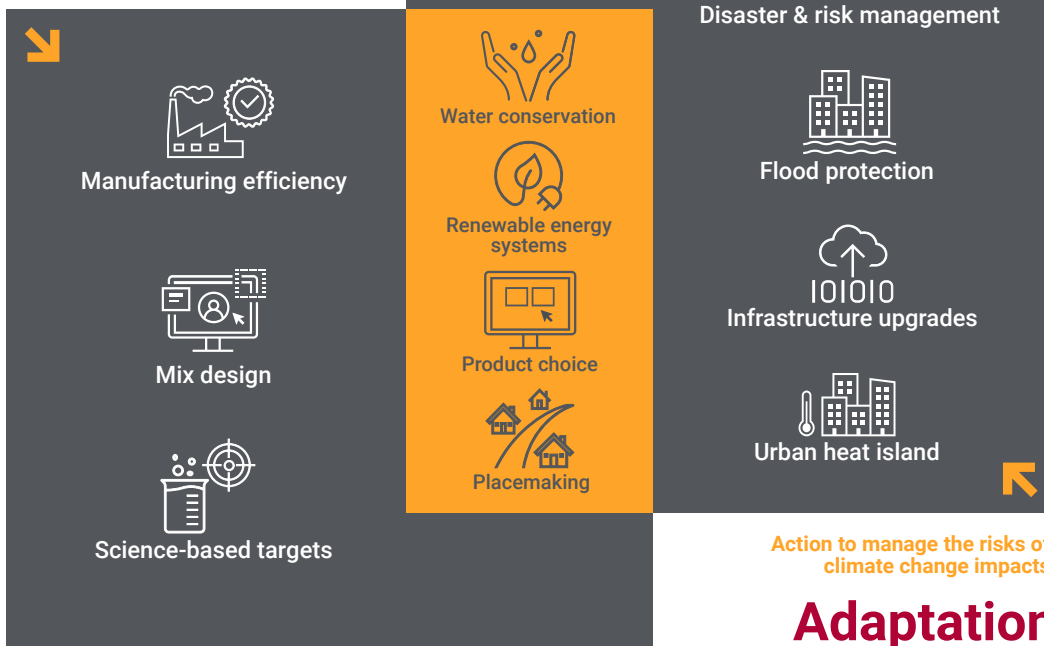 Manufacturing efficiency
Mix design
Science-based targets
Water conservation
Renewable energy
systems
Product choice
Placemaking
Disaster & risk management
Flood protection
IOIOIO
Infrastructure upgrades
Urban heat island
Action to manage the risks of
climate change impacts
Adaptation